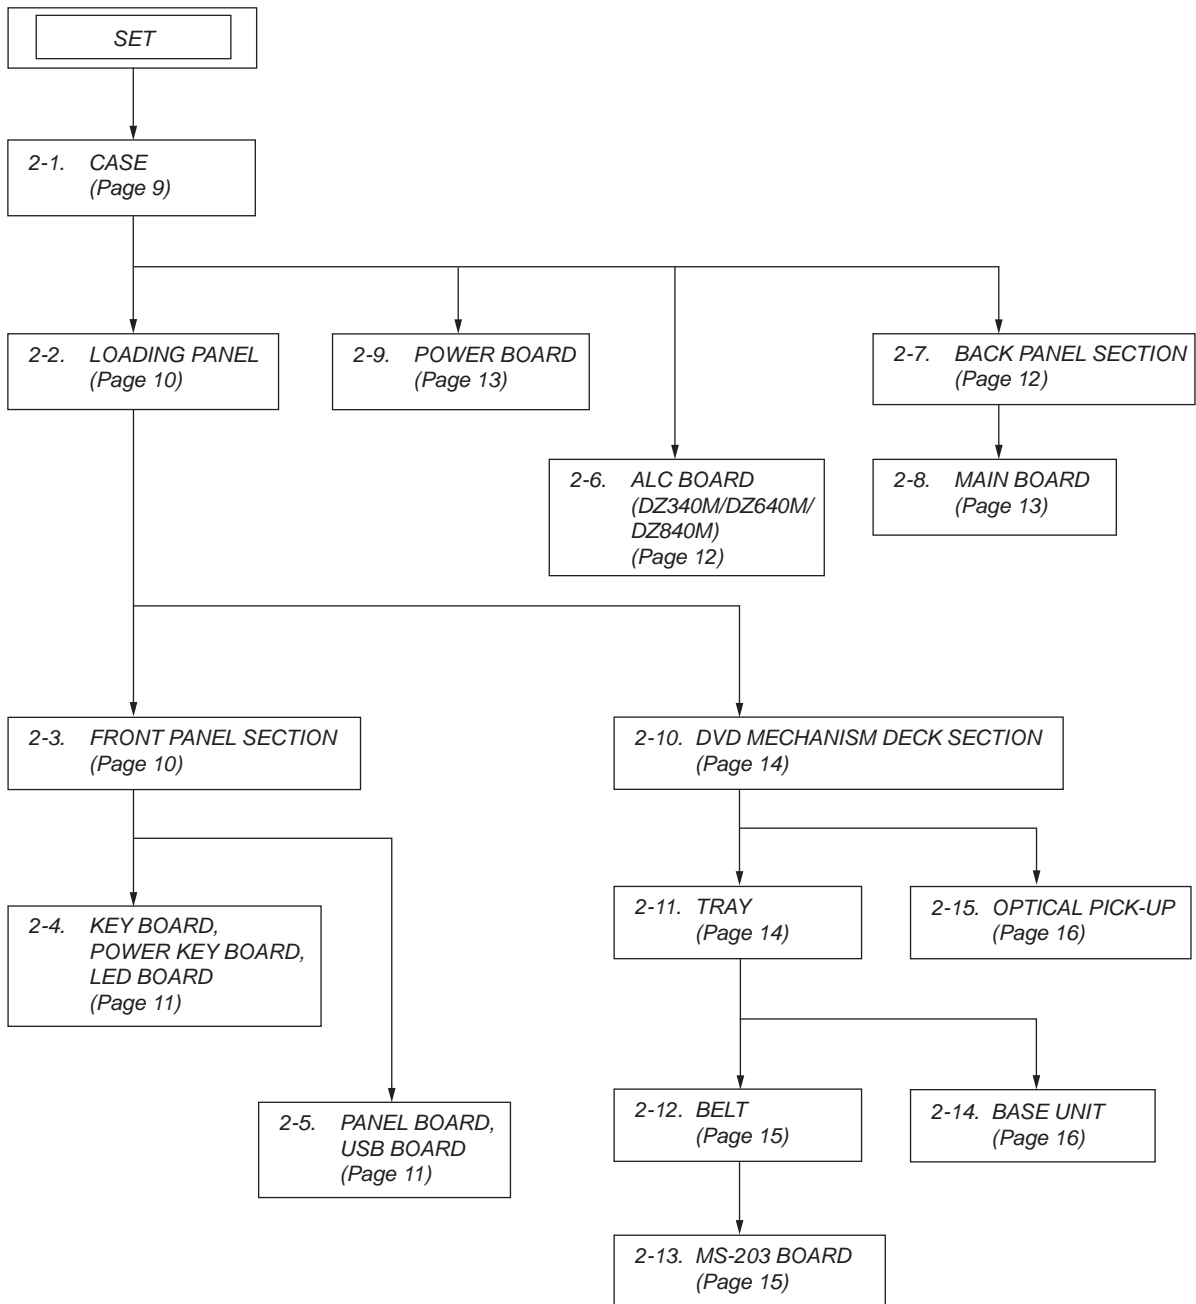 SET
2-1. CASE
(Page 9)
2-2. LOADING PANEL
(Page 10)
2-9. POWER BOARD
(Page 13)
2-7. BACK PANEL SECTION
(Page 12)
2-6. ALC BOARD
(DZ340M/DZ640M/
DZ840M)
(Page 12)
2-8. MAIN BOARD
(Page 13)
2-3. FRONT PANEL SECTION
(Page 10)
2-10. DVD MECHANISM DECK SECTION
(Page 14)
2-4. KEY BOARD,
POWER KEY BOARD,
LED BOARD
(Page 11)
2-11. TRAY
(Page 14)
2-15. OPTICAL PICK-UP
(Page 16)
2-5. PANEL BOARD,
USB BOARD
(Page 11)
2-12. BELT
(Page 15)
2-14. BASE UNIT
(Page 16)
2-13. MS-203 BOARD
(Page 15)